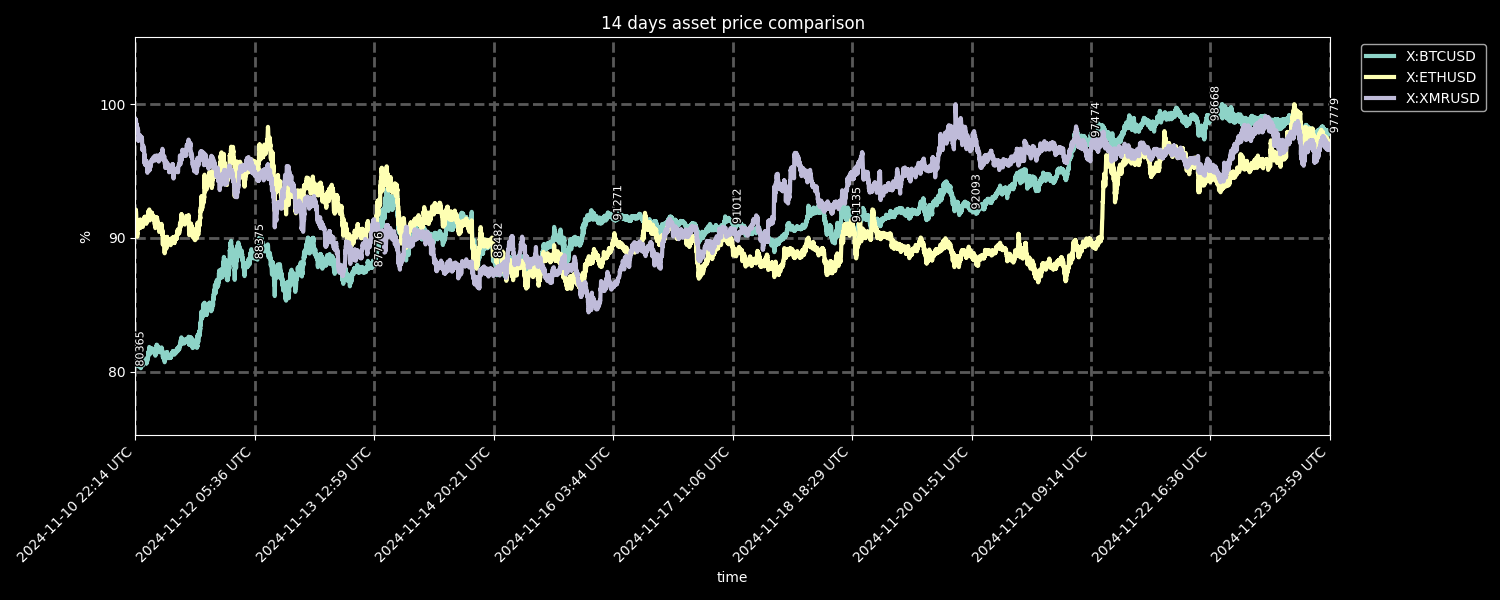 14 days asset price comparison
X:BTCUSD
X:ETHUSD
X:XMRUSD
100
90
80
%
80365
88375
87776
88482
91271
91012
91135
92093
97474
98668
97779
2024-11-10 22:14 UTC
2024-11-12 05:36 UTC
2024-11-13 12:59 UTC
2024-11-14 20:21 UTC
2024-11-16 03:44 UTC
2024-11-17 11:06 UTC
2024-11-18 18:29 UTC
2024-11-20 01:51 UTC
2024-11-21 09:14 UTC
2024-11-22 16:36 UTC
2024-11-23 23:59 UTC
time